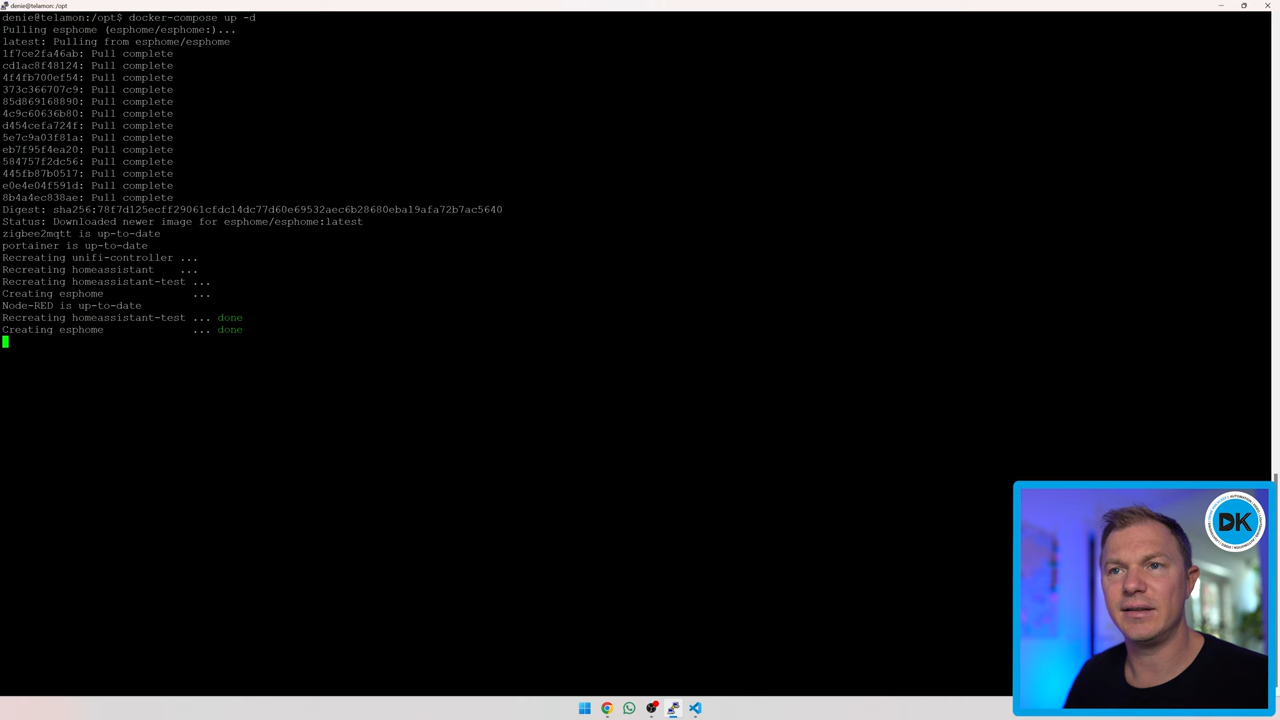 denie@telamon: /opt
denie@telamon:/opt$ docker-compose up -d
Pulling esphome (esphome/esphome:)...
latest: Pulling from esphome/esphome
1f7ce2fa46ab: Pull complete
cd1ac8f48124: Pull complete
4f4fb700ef54: Pull complete
373c366707c9: Pull complete
85d869168890: Pull complete
4c9c60636b80: Pull complete
d454cefa724f: Pull complete
5e7c9a03f81a: Pull complete
eb7f95f4ea20: Pull complete
584757f2dc56: Pull complete
445fb87b0517: Pull complete
e0e4e04f591d: Pull complete
8b4a4ec838ae: Pull complete
Digest: sha256:78f7d125ecff29061cfdc14dc77d60e69532aec6b28680eba19afa72b7ac5640
Status: Downloaded newer image for esphome/esphome:latest
zigbee2mqtt is up-to-date
portainer is up-to-date
Recreating unifi-controller ...
Recreating homeassistant    ...
Recreating homeassistant-test ...
Creating esphome              ...
Node-RED is up-to-date
Recreating homeassistant-test ... done
Creating esphome              ... done
DK